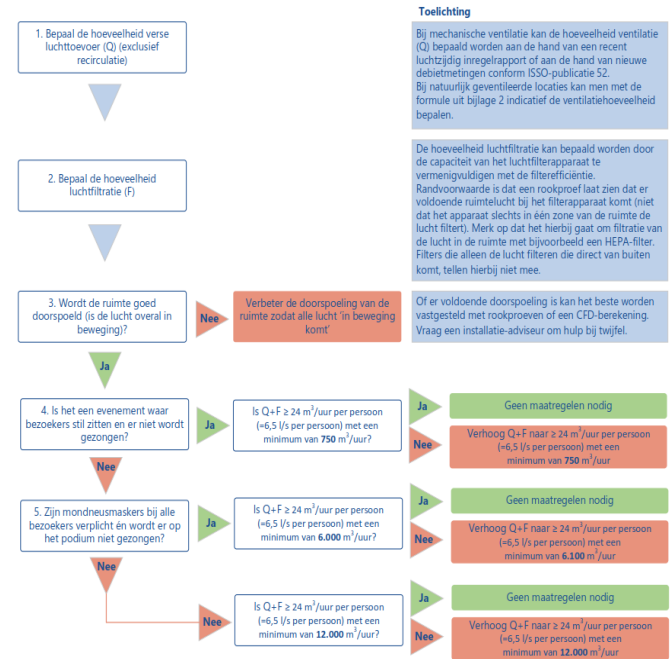 Toelichting
1. Bepaal de hoeveelheid verse
luchttoevoer (Q) (exclusief
recirculatie)
Bij mechanische ventilatie kan de hoeveelheid ventilatie
(Q) bepaald worden aan de hand van een recent
luchtzijdig inregelrapport of aan de hand van nieuwe
debietmetingen conform ISSO-publicatie 52.
Bij natuurlijk geventileerde locaties kan men met de
formule uit bijlage 2 indicatief de ventilatiehoeveelheid
bepalen.
2. Bepaal de hoeveelheid
luchtfiltratie (F)
De hoeveelheid luchtfiltratie kan bepaald worden door
de capaciteit van het luchtfilterapparaat te
vermenigvuldigen met de filterefficiëntie.
Randvoorwaarde is dat een rookproef laat zien dat er
voldoende ruimtelucht bij het filterapparaat komt (niet
dat het apparaat slechts in één zone van de ruimte de
lucht filtert). Merk op dat het hierbij gaat om filtratie van
de lucht in de ruimte met bijvoorbeeld een HEPA-filter.
Filters die alleen de lucht filteren die direct van buiten
komt, tellen hierbij niet mee.
3. Wordt de ruimte goed
doorspoeld (is de lucht overal in
beweging)?
Nee
Verbeter de doorspoeling van de
ruimte zodat alle lucht 'in beweging
komt'
Of er voldoende doorspoeling is kan het beste worden
vastgesteld met rookproeven of een CFD-berekening.
Vraag een installatie-adviseur om hulp bij twijfel.
Ja
4. Is het een evenement waar
bezoekers stil zitten en er niet wordt
gezongen?
Ja
Is Q+F ≥ 24 m³/uur per persoon
(=6,5 l/s per persoon) met een
minimum van 750 m³/uur?
Ja
Geen maatregelen nodig
Nee
Verhoog Q+F naar ≥ 24 m³/uur per persoon
(=6,5 l/s per persoon) met een
minimum van 750 m³/uur
Nee
5. Zijn mondneusmaskers bij alle
bezoekers verplicht én wordt er op
het podium niet gezongen?
Ja
Is Q+F ≥ 24 m³/uur per persoon
(=6,5 l/s per persoon) met een
minimum van 6.000 m³/uur?
Ja
Geen maatregelen nodig
Nee
Verhoog Q+F naar ≥ 24 m³/uur per persoon
(=6,5 l/s per persoon) met een
minimum van 6.100 m³/uur
Nee
Nee
Is Q+F ≥ 24 m³/uur per persoon
(=6,5 l/s per persoon) met een
minimum van 12.000 m³/uur?
Ja
Geen maatregelen nodig
Nee
Verhoog Q+F naar ≥ 24 m³/uur per persoon
(=6,5 l/s per persoon) met een
minimum van 12.000 m³/uur